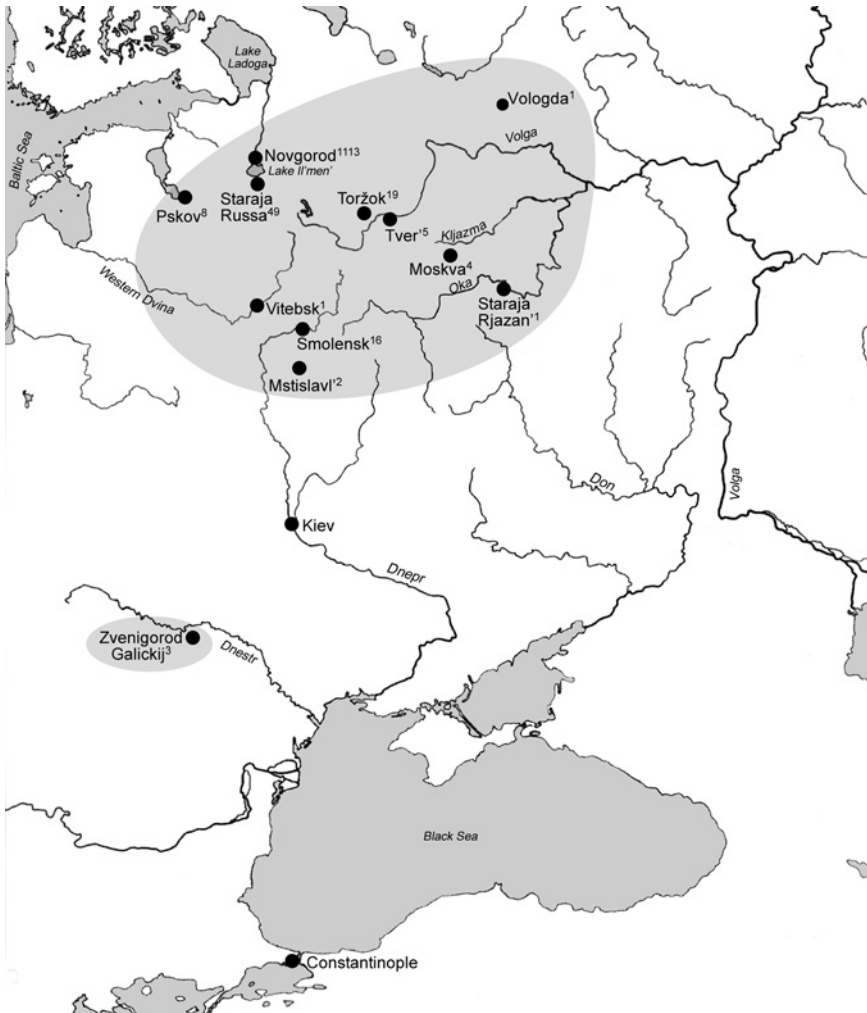 Lake
Ladoga
Vologda¹
Volga
Baltic Sea
Novgorod¹¹¹³
Lake Il'men'
Staraja
Russa⁴⁹
Pskov⁸
Toržok¹⁹
Tver'⁵
Kljazma
Moskva⁴
Oka
Staraja
Rjazan'¹
Western Dvina
Vitebsk¹
Smolensk¹⁶
Mstislavl'²
Don
Volga
Kiev
Dnepr
Zvenigorod
Galickij³
Dnestr
Black Sea
Constantinople